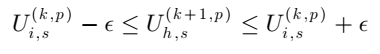 $U_{i,s}^{(k,p)} - \epsilon \leq U_{h,s}^{(k+1,p)} \leq U_{i,s}^{(k,p)} + \epsilon$